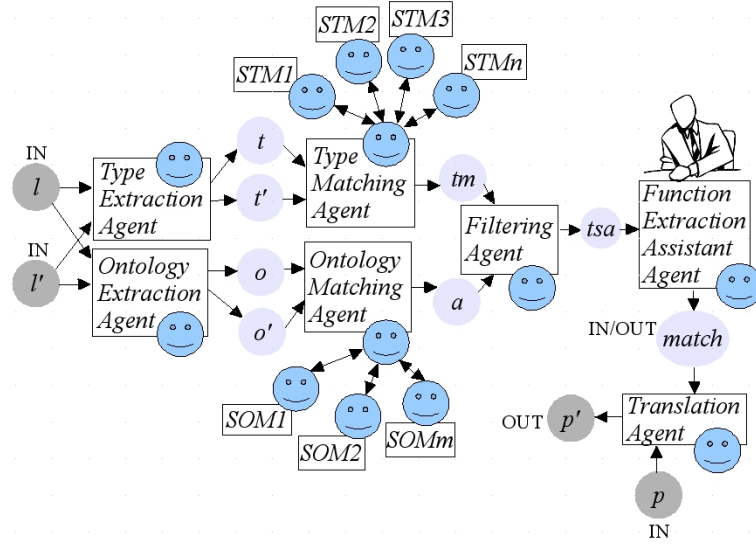 STM2
STM3
STM1
STMn
IN
l
Type
Extraction
Agent
t
t'
Type
Matching
Agent
tm
IN
l'
Ontology
Extraction
Agent
o
o'
Ontology
Matching
Agent
a
Filtering
Agent
tsa
Function
Extraction
Assistant
Agent
IN/OUT
match
SOM1
SOM2
SOMm
OUT
p'
Translation
Agent
p
IN